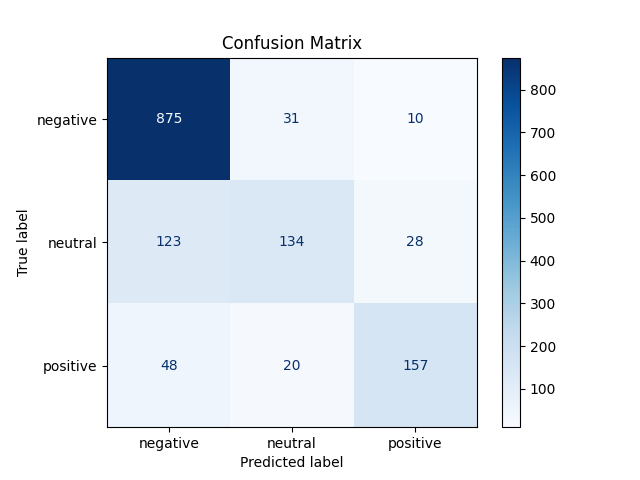 Confusion Matrix
True label
negative 875 31 10
neutral 123 134 28
positive 48 20 157
negative neutral positive
Predicted label
800
700
600
500
400
300
200
100